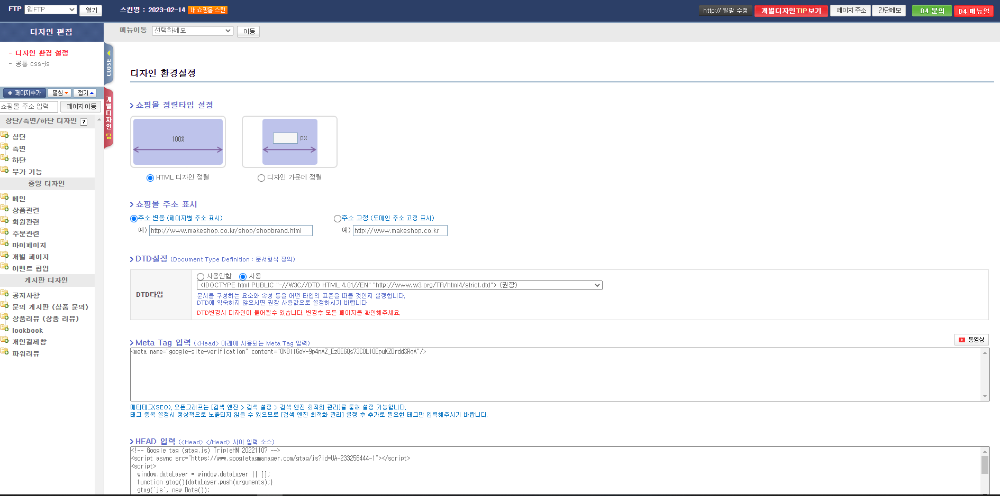 FTP 웹FTP 열기 스킨명 : 2023-02-14 내 쇼핑몰 스킨 http:// 일괄 수정 개별디자인TIP보기 페이지 주소 간단메모 D4 문의 D4 매뉴얼
디자인 편집
메뉴이동 선택하세요 이동
- 디자인 환경 설정
- 공통 css-js
CLOSE
+ 페이지추가 펼침 접기
쇼핑몰 주소 입력 페이지이동
개별디자인 팁
상단/측면/하단 디자인 ?
상단
측면
하단
부가 기능
중앙 디자인
메인
상품관련
회원관련
주문관련
마이페이지
개별 페이지
이벤트 팝업
게시판 디자인
공지사항
문의 게시판 (상품 문의)
상품리뷰 (상품 리뷰)
lookbook
개인결제창
파워리뷰
디자인 환경설정
쇼핑몰 정렬타입 설정
100%
px
HTML 디자인 정렬
디자인 가운데 정렬
쇼핑몰 주소 표시
주소 변동 (페이지별 주소 표시)
예) http://www.makeshop.co.kr/shop/shopbrand.html
주소 고정 (도메인 주소 고정 표시)
예) http://www.makeshop.co.kr
DTD설정 (Document Type Definition : 문서형식 정의)
DTD타입
사용안함 사용
<!DOCTYPE html PUBLIC "-//W3C//DTD HTML 4.01//EN" "http://www.w3.org/TR/html4/strict.dtd"> (권장)
문서를 구성하는 요소와 속성 등을 어떤 타입의 표준을 따를 것인지 설정합니다.
DTD에 익숙하지 않으시면 권장 사용값으로 설정하시기 바랍니다
DTD변경시 디자인이 틀어질수 있습니다. 변경후 모든 페이지를 확인해주세요.
Meta Tag 입력 (<Head> 아래에 사용되는 Meta Tag 입력)
동영상
<meta name="google-site-verification" content="ON8II6eV-9p4nAZ_Ez8E6Qs73C0LiOEpuKZDrddSRqA"/>
메타태그(SEO), 오픈그래프는 [검색 엔진 > 검색 설정 > 검색 엔진 최적화 관리]를 통해 설정 가능합니다.
태그 중복 설정시 정상적으로 노출되지 않을 수 있으므로 [검색 엔진 최적화 관리] 설정 후 추가로 필요한 태그만 입력해주시기 바랍니다.
HEAD 입력 (<Head> </Head> 사이 입력 소스)
<!-- Google tag (gtag.js) TripleHM 20221107 -->
<script async src="https://www.googletagmanager.com/gtag/js?id=UA-233256444-1"></script>
<script>
window.dataLayer = window.dataLayer || [];
function gtag(){dataLayer.push(arguments);}
gtag('js', new Date());